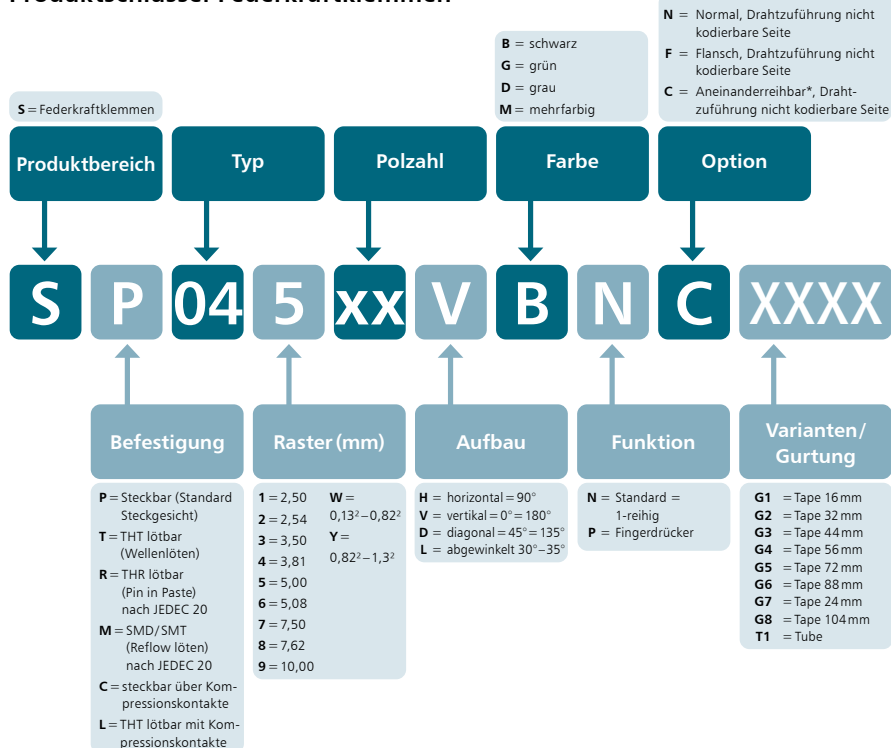 N = Normal, Drahtzuführung nicht
kodierbare Seite
F = Flansch, Drahtzuführung nicht
kodierbare Seite
C = Aneinanderreihbar*, Draht-
zuführung nicht kodierbare Seite
B = schwarz
G = grün
D = grau
M = mehrfarbig
S = Federkraftklemmen
Produktbereich
Typ
Polzahl
Farbe
Option
S P 04 5 xx V B N C XXXX
Befestigung
Raster (mm)
Aufbau
Funktion
Varianten/
Gurtung
P = Steckbar (Standard
Steckgesicht)
T = THT lötbar
(Wellenlöten)
R = THR lötbar
(Pin in Paste)
nach JEDEC 20
M = SMD/SMT
(Reflow löten)
nach JEDEC 20
C = steckbar über Kom-
pressionskontakte
L = THT lötbar mit Kom-
pressionskontakte
1 = 2,50
2 = 2,54
3 = 3,50
4 = 3,81
5 = 5,00
6 = 5,08
7 = 7,50
8 = 7,62
9 = 10,00
W =
0,13²–0,82²
Y =
0,82²–1,3²
H = horizontal = 90°
V = vertikal = 0° = 180°
D = diagonal = 45° = 135°
L = abgewinkelt 30°–35°
N = Standard =
1-reihig
P = Fingerdrücker
G1 = Tape 16 mm
G2 = Tape 32 mm
G3 = Tape 44 mm
G4 = Tape 56 mm
G5 = Tape 72 mm
G6 = Tape 88 mm
G7 = Tape 24 mm
G8 = Tape 104 mm
T1 = Tube